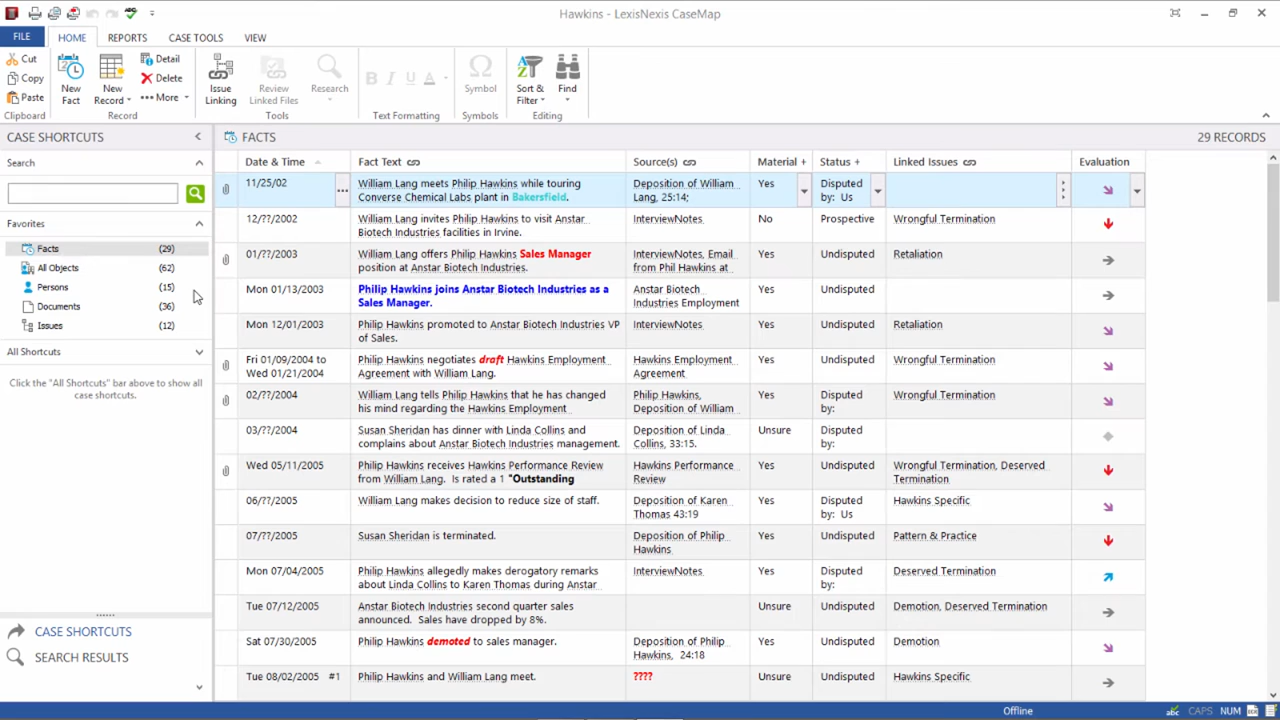 Hawkins - LexisNexis CaseMap
FILE HOME REPORTS CASE TOOLS VIEW
Cut
Copy
Paste
Clipboard
New Fact
New Record
Detail
Delete
More
Record
Issue Linking
Review Linked Files
Research
Tools
B I U A
Text Formatting
Symbol
Symbols
Sort & Filter
Find
Editing
CASE SHORTCUTS
Search
Favorites
Facts (29)
All Objects (62)
Persons (15)
Documents (36)
Issues (12)
All Shortcuts
Click the "All Shortcuts" bar above to show all
case shortcuts.
CASE SHORTCUTS
SEARCH RESULTS
FACTS 29 RECORDS
Date & Time Fact Text Source(s) Material + Status + Linked Issues Evaluation
11/25/02 William Lang meets Philip Hawkins while touring Deposition of William Yes Disputed
Converse Chemical Labs plant in Bakersfield. Lang, 25:14; by: Us
12/??/2002 William Lang invites Philip Hawkins to visit Anstar InterviewNotes No Prospective Wrongful Termination
Biotech Industries facilities in Irvine.
01/??/2003 William Lang offers Philip Hawkins Sales Manager InterviewNotes, Email Yes Undisputed Retaliation
position at Anstar Biotech Industries. from Phil Hawkins at
Mon 01/13/2003 Philip Hawkins joins Anstar Biotech Industries as a Anstar Biotech Yes Undisputed
Sales Manager. Industries Employment
Mon 12/01/2003 Philip Hawkins promoted to Anstar Biotech Industries VP InterviewNotes Yes Undisputed Retaliation
of Sales.
Fri 01/09/2004 to Philip Hawkins negotiates draft Hawkins Employment Hawkins Employment Yes Undisputed Wrongful Termination
Wed 01/21/2004 Agreement with William Lang. Agreement
02/??/2004 William Lang tells Philip Hawkins that he has changed Philip Hawkins, Yes Disputed Wrongful Termination
his mind regarding the Hawkins Employment Deposition of William by:
03/??/2004 Susan Sheridan has dinner with Linda Collins and Deposition of Linda Unsure Disputed
complains about Anstar Biotech Industries management. Collins, 33:15. by:
Wed 05/11/2005 Philip Hawkins receives Hawkins Performance Review Hawkins Performance Yes Undisputed Wrongful Termination, Deserved
from William Lang. Is rated a 1 "Outstanding Review Termination
06/??/2005 William Lang makes decision to reduce size of staff. Deposition of Karen Yes Disputed Hawkins Specific
Thomas 43:19 by: Us
07/??/2005 Susan Sheridan is terminated. Deposition of Philip Yes Undisputed Pattern & Practice
Hawkins
Mon 07/04/2005 Philip Hawkins allegedly makes derogatory remarks InterviewNotes Yes Disputed Deserved Termination
about Linda Collins to Karen Thomas during Anstar by:
Tue 07/12/2005 Anstar Biotech Industries second quarter sales Unsure Undisputed Demotion, Deserved Termination
announced. Sales have dropped by 8%.
Sat 07/30/2005 Philip Hawkins demoted to sales manager. Deposition of Philip Yes Undisputed Demotion
Hawkins, 24:18
Tue 08/02/2005 #1 Philip Hawkins and William Lang meet. ???? Unsure Undisputed Hawkins Specific
Offline abc CAPS NUM